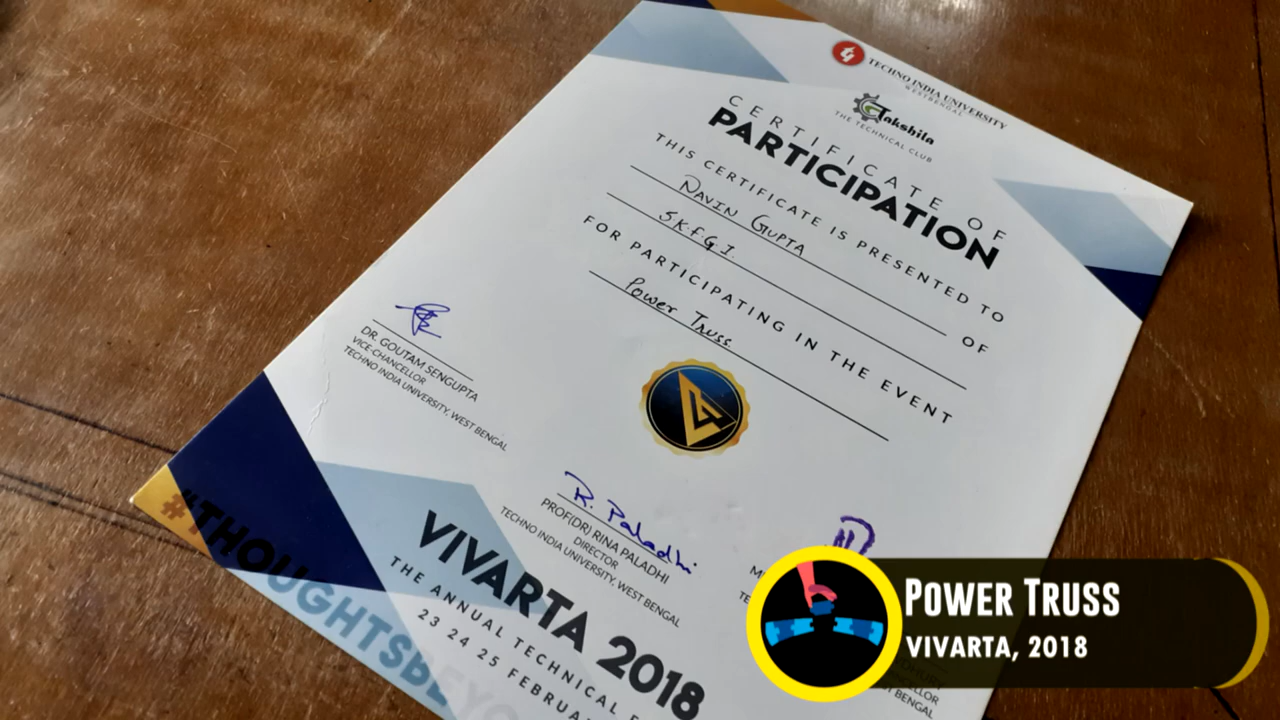 TECHNO INDIA UNIVERSITY
WEST BENGAL
Takshila
THE TECHNICAL CLUB
CERTIFICATE OF
PARTICIPATION
THIS CERTIFICATE IS PRESENTED TO
NAVIN GUPTA
OF
SKFGI.
FOR PARTICIPATING IN THE EVENT
Power Truss
DR. GOUTAM SENGUPTA
VICE-CHANCELLOR
TECHNO INDIA UNIVERSITY, WEST BENGAL
R. Paladhi
PROF(DR) RINA PALADHI
DIRECTOR
TECHNO INDIA UNIVERSITY, WEST BENGAL
VIVARTA 2018
THE ANNUAL TECHNICAL
23 24 25
#THOUGHTSBEYO
POWER TRUSS
VIVARTA, 2018